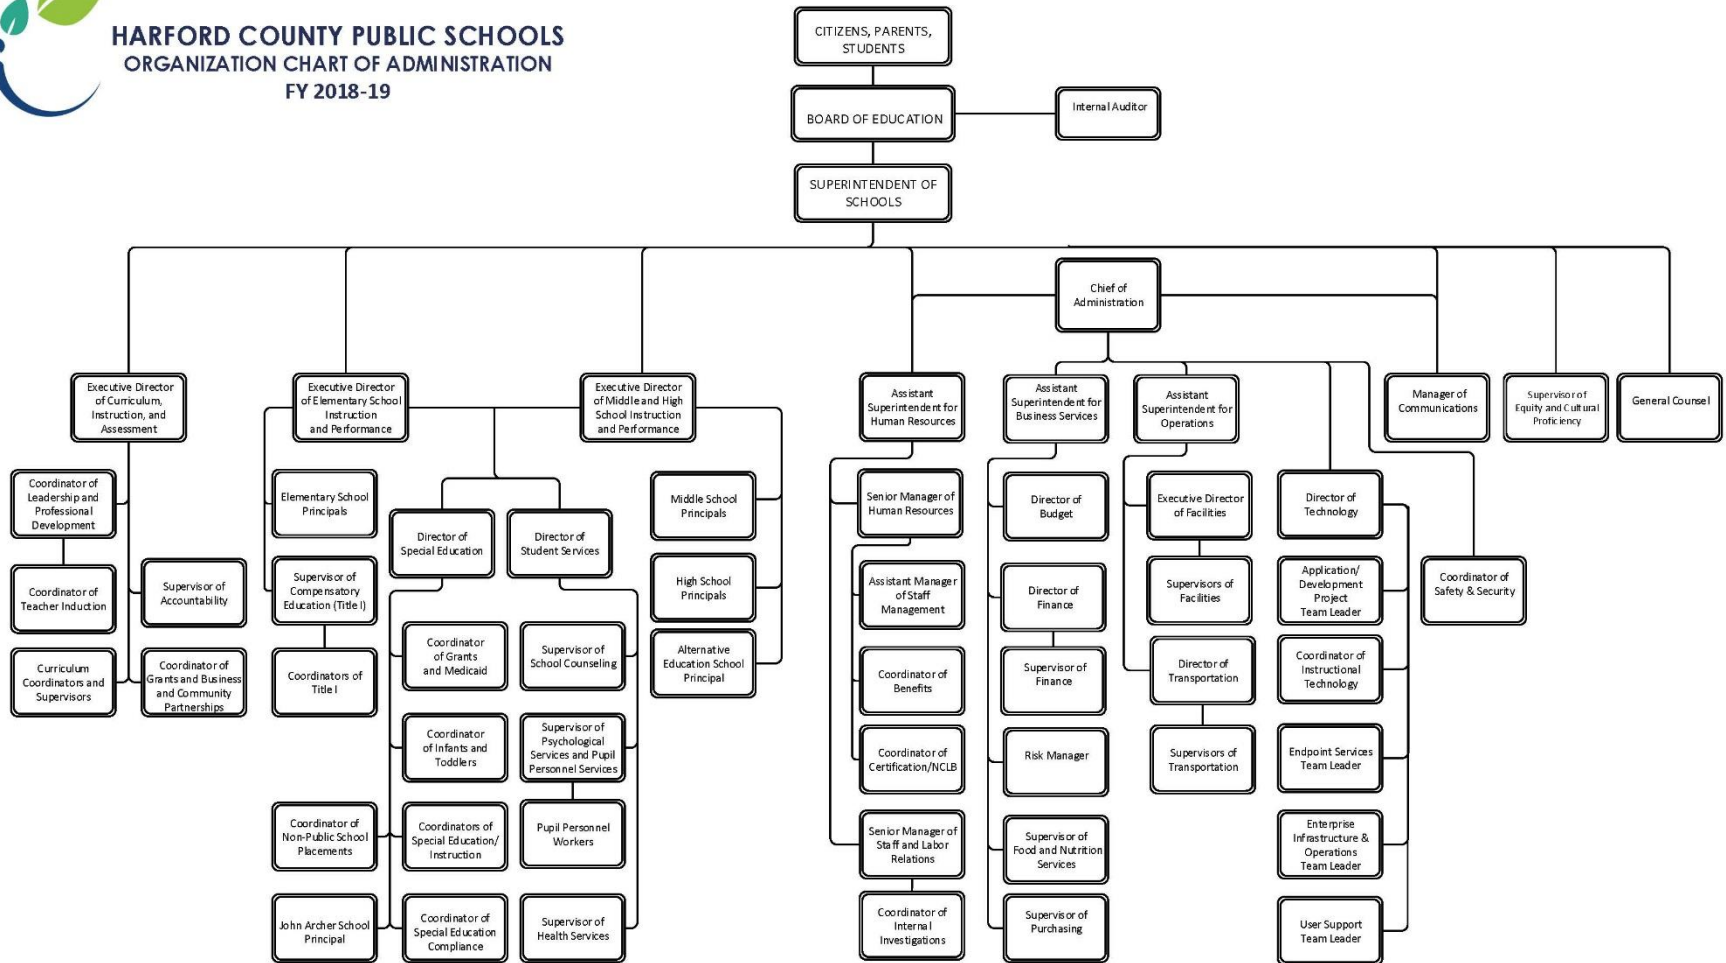 HARFORD COUNTY PUBLIC SCHOOLS
ORGANIZATION CHART OF ADMINISTRATION
FY 2018-19
CITIZENS, PARENTS,
STUDENTS
BOARD OF EDUCATION
Internal Auditor
SUPERINTENDENT OF
SCHOOLS
Chief of
Administration
Executive Director
of Curriculum,
Instruction, and
Assessment
Executive Director
of Elementary School
Instruction
and Performance
Executive Director
of Middle and High
School Instruction
and Performance
Assistant
Superintendent for
Human Resources
Assistant
Superintendent for
Business Services
Assistant
Superintendent for
Operations
Manager of
Communications
Supervisor of
Equity and Cultural
Proficiency
General Counsel
Coordinator of
Leadership and
Professional
Development
Elementary School
Principals
Director of
Special Education
Director of
Student Services
Middle School
Principals
Senior Manager of
Human Resources
Director of
Budget
Executive Director
of Facilities
Director of
Technology
Coordinator of
Teacher Induction
Supervisor of
Accountability
Supervisor of
Compensatory
Education (Title I)
High School
Principals
Assistant Manager
of Staff
Management
Director of
Finance
Supervisors of
Facilities
Application/
Development
Project
Team Leader
Coordinator of
Safety & Security
Curriculum
Coordinators and
Supervisors
Coordinator of
Grants and Business
and Community
Partnerships
Coordinators of
Title I
Coordinator
of Grants
and Medicaid
Supervisor of
School Counseling
Alternative
Education School
Principal
Coordinator of
Benefits
Supervisor of
Finance
Director of
Transportation
Coordinator of
Instructional
Technology
Coordinator
of Infants and
Toddlers
Supervisor of
Psychological
Services and Pupil
Personnel Services
Coordinator of
Certification/NCLB
Risk Manager
Supervisors of
Transportation
Endpoint Services
Team Leader
Coordinator of
Non-Public School
Placements
Coordinators of
Special Education/
Instruction
Pupil Personnel
Workers
Senior Manager of
Staff and Labor
Relations
Supervisor of
Food and Nutrition
Services
Enterprise
Infrastructure &
Operations
Team Leader
John Archer School
Principal
Coordinator of
Special Education
Compliance
Supervisor of
Health Services
Coordinator of
Internal
Investigations
Supervisor of
Purchasing
User Support
Team Leader